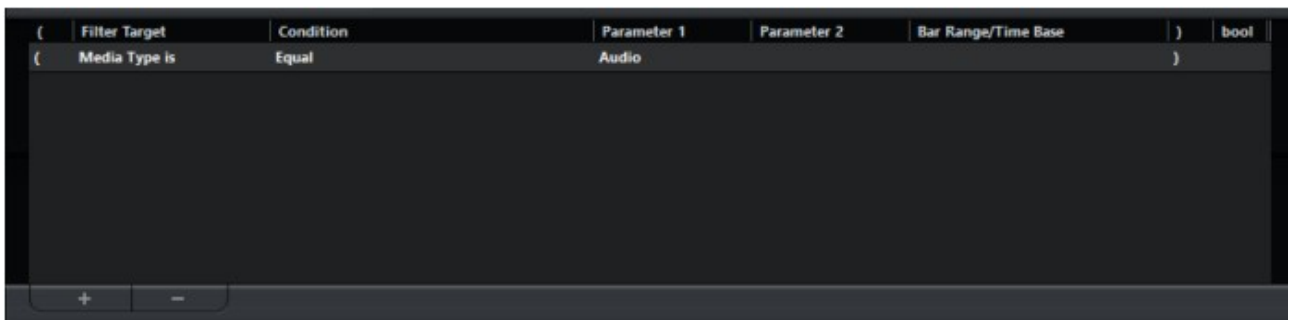 ( Filter Target Condition Parameter 1 Parameter 2 Bar Range/Time Base ) bool
( Media Type is Equal Audio )
+ −